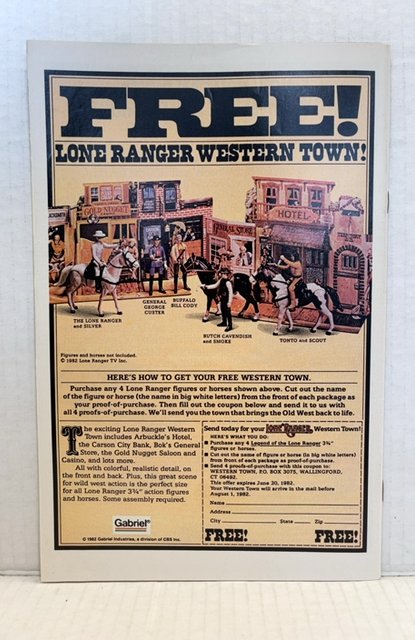 FREE!
LONE RANGER WESTERN TOWN!
GOLD NUGGET
GENERAL STORE
HOTEL
THE LONE RANGER
and SILVER
GENERAL
GEORGE
CUSTER
BUFFALO
BILL CODY
BUTCH CAVENDISH
and SMOKE
TONTO and SCOUT
Figures and horses not included.
© 1982 Lone Ranger TV Inc.
HERE'S HOW TO GET YOUR FREE WESTERN TOWN.
Purchase any 4 Lone Ranger figures or horses shown above. Cut out the name
of the figure or horse (the name in big white letters) from the front of each package as
your proof-of-purchase. Then fill out the coupon below and send it to us with
all 4 proofs-of-purchase. We'll send you the town that brings the Old West back to life.
The exciting Lone Ranger Western
Town includes Arbuckle's Hotel,
the Carson City Bank, Bok's General
Store, the Gold Nugget Saloon and
Casino, and lots more.
All with colorful, realistic detail, on
the front and back. Plus, this great scene
for wild west action is the perfect size
for all Lone Ranger 3¾" action figures
and horses. Some assembly required.
Gabriel®
© 1982 Gabriel Industries, a division of CBS Inc.
Send today for your LONE RANGER Western Town!
HERE'S WHAT YOU DO:
■ Purchase any 4 Legend of the Lone Ranger 3¾"
figures or horses.
■ Cut out the name of figure or horse (in big white letters)
from front of each package as proof-of-purchase.
■ Send 4 proofs-of-purchase with this coupon to:
WESTERN TOWN, P.O. BOX 3075, WALLINGFORD,
CT 06492.
This offer expires June 20, 1982.
Your Western Town will arrive in the mail before
August 1, 1982.
Name
Address
City State Zip
FREE! FREE!